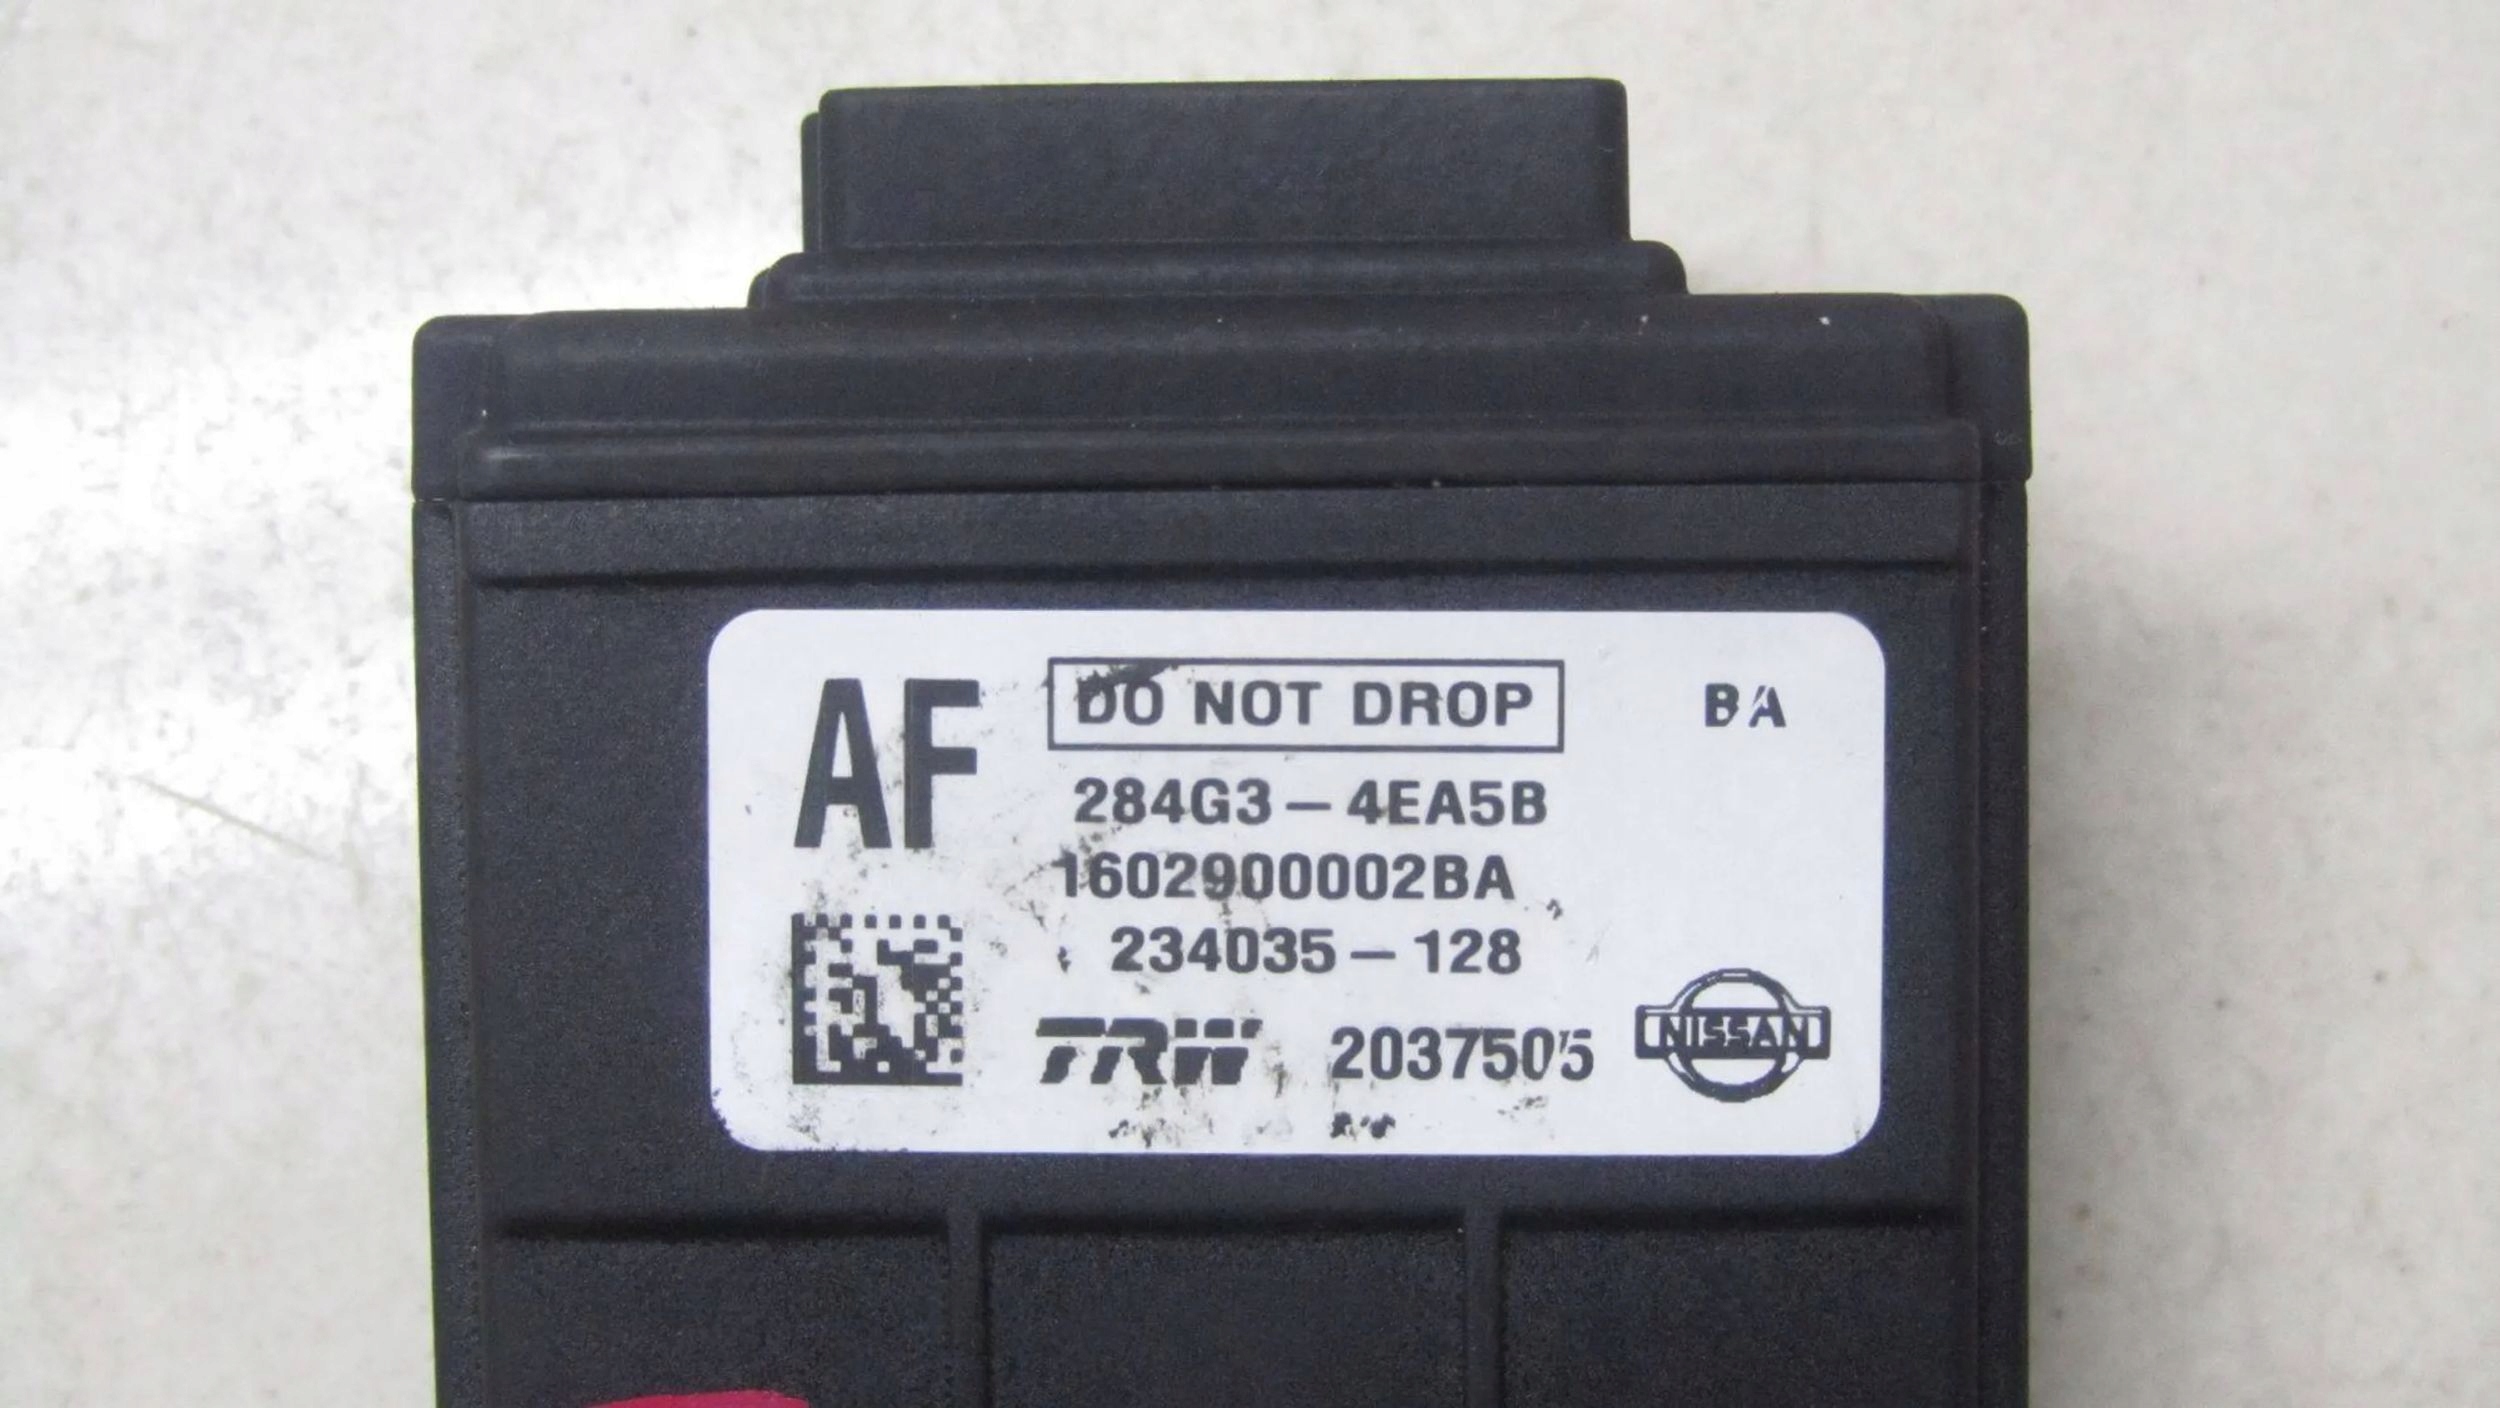 AF
DO NOT DROP
BA
284G3-4EA5B
1602900002BA
234035-128
TRW 2037505
NISSAN